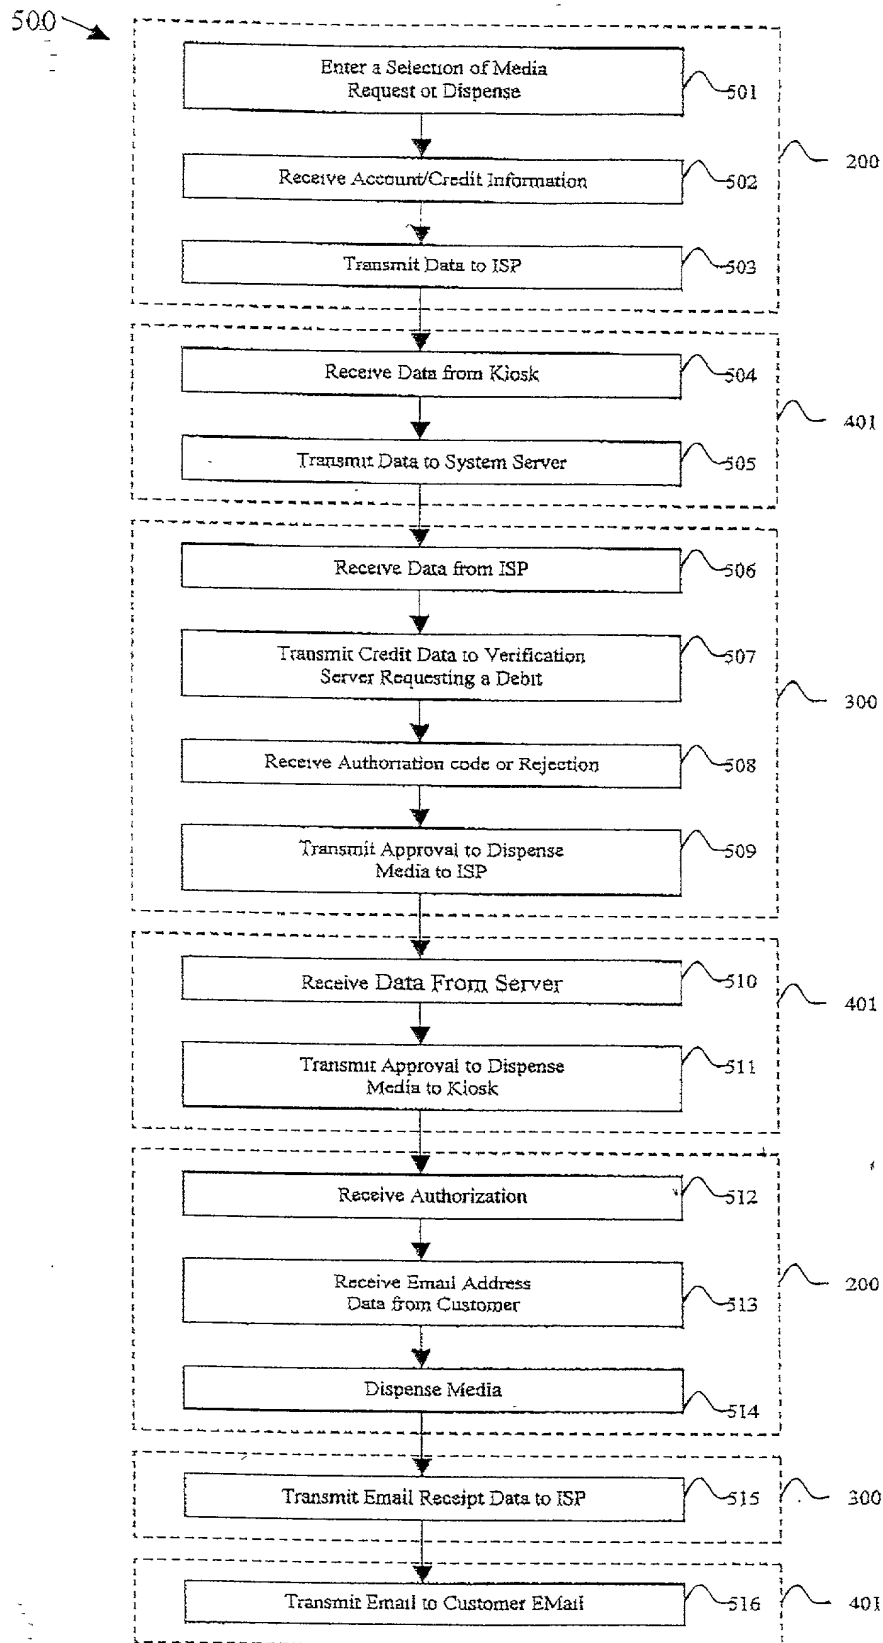 500
Enter a Selection of Media
Request or Dispense
501
200
Receive Account/Credit Information
502
Transmit Data to ISP
503
Receive Data from Kiosk
504
401
Transmit Data to System Server
505
Receive Data from ISP
506
Transmit Credit Data to Verification
Server Requesting a Debit
507
300
Receive Authoriation code or Rejection
508
Transmit Approval to Dispense
Media to ISP
509
Receive Data From Server
510
401
Transmit Approval to Dispense
Media to Kiosk
511
Receive Authorization
512
Receive Email Address
Data from Customer
513
200
Dispense Media
514
Transmit Email Receipt Data to ISP
515
300
Transmit Email to Customer EMail
516
401